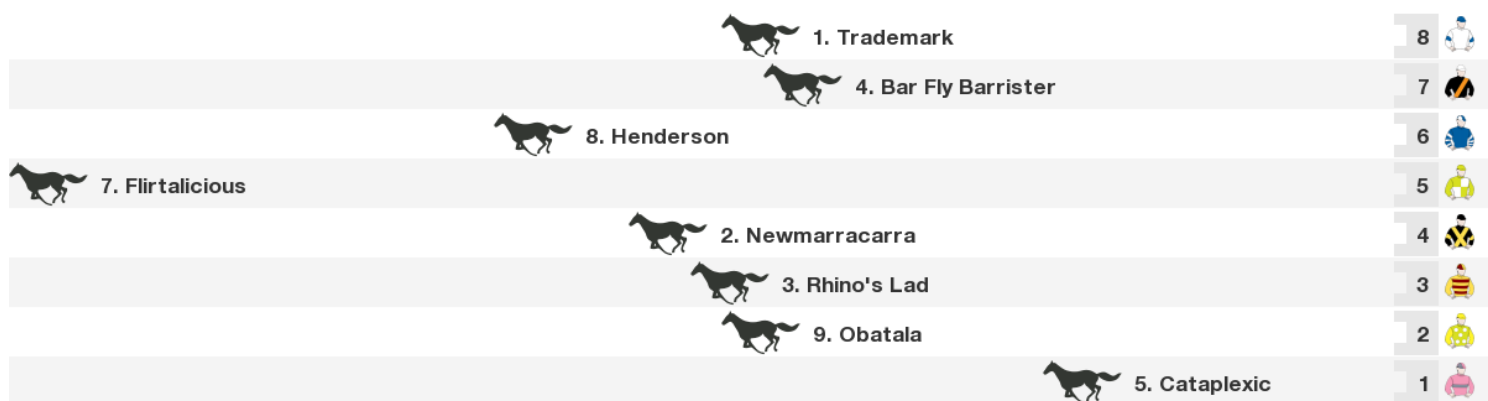 1. Trademark 8
4. Bar Fly Barrister 7
8. Henderson 6
7. Flirtalicious 5
2. Newmarracarra 4
3. Rhino's Lad 3
9. Obatala 2
5. Cataplexic 1